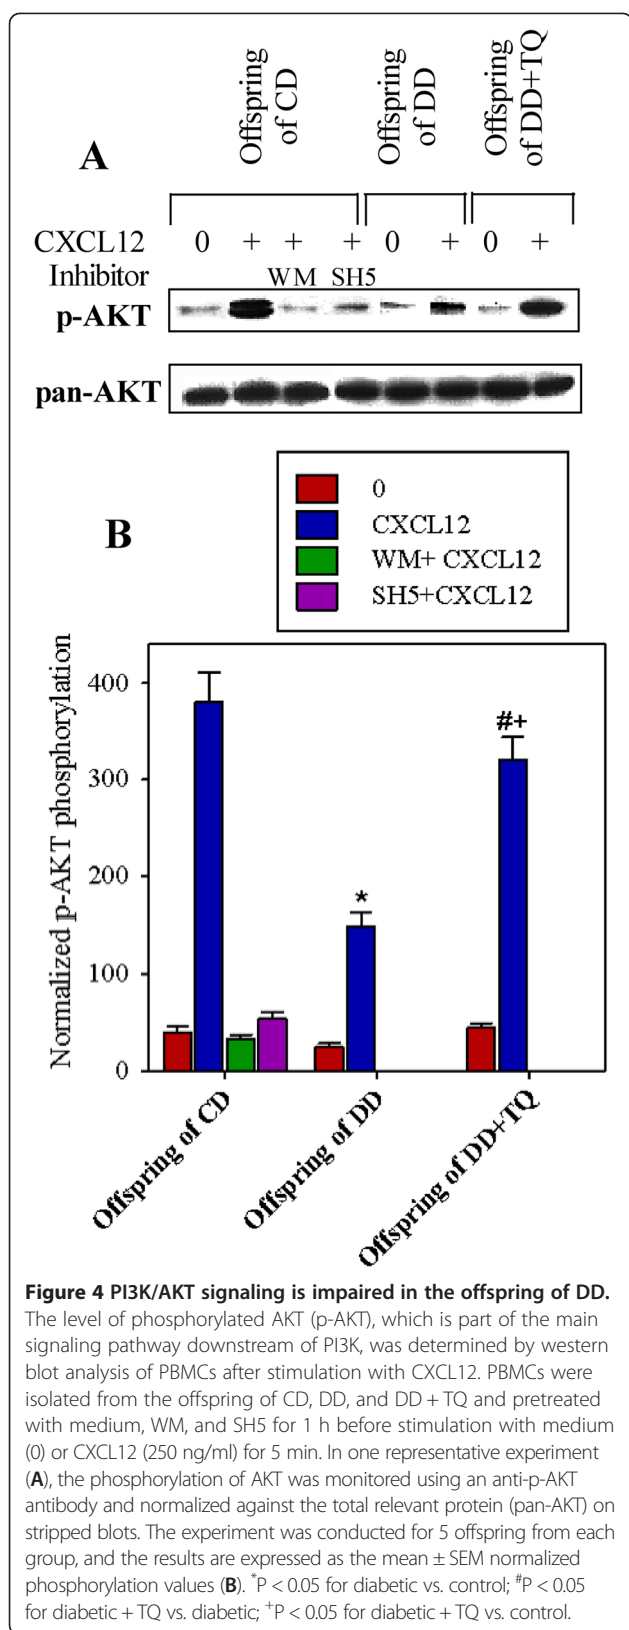 Offspring
of CD
Offspring
of DD
Offspring
of DD+TQ
A
CXCL12 0 + + + 0 + 0 +
Inhibitor WM SH5
p-AKT
pan-AKT
B
0
CXCL12
WM+ CXCL12
SH5+CXCL12
Normalized p-AKT phosphorylation
400
300
200
100
0
*
#+
Offspring of CD
Offspring of DD
Offspring of DD+TQ
Figure 4 PI3K/AKT signaling is impaired in the offspring of DD.
The level of phosphorylated AKT (p-AKT), which is part of the main
signaling pathway downstream of PI3K, was determined by western
blot analysis of PBMCs after stimulation with CXCL12. PBMCs were
isolated from the offspring of CD, DD, and DD + TQ and pretreated
with medium, WM, and SH5 for 1 h before stimulation with medium
(0) or CXCL12 (250 ng/ml) for 5 min. In one representative experiment
(A), the phosphorylation of AKT was monitored using an anti-p-AKT
antibody and normalized against the total relevant protein (pan-AKT) on
stripped blots. The experiment was conducted for 5 offspring from each
group, and the results are expressed as the mean ± SEM normalized
phosphorylation values (B). *P < 0.05 for diabetic vs. control; #P < 0.05
for diabetic + TQ vs. diabetic; +P < 0.05 for diabetic + TQ vs. control.